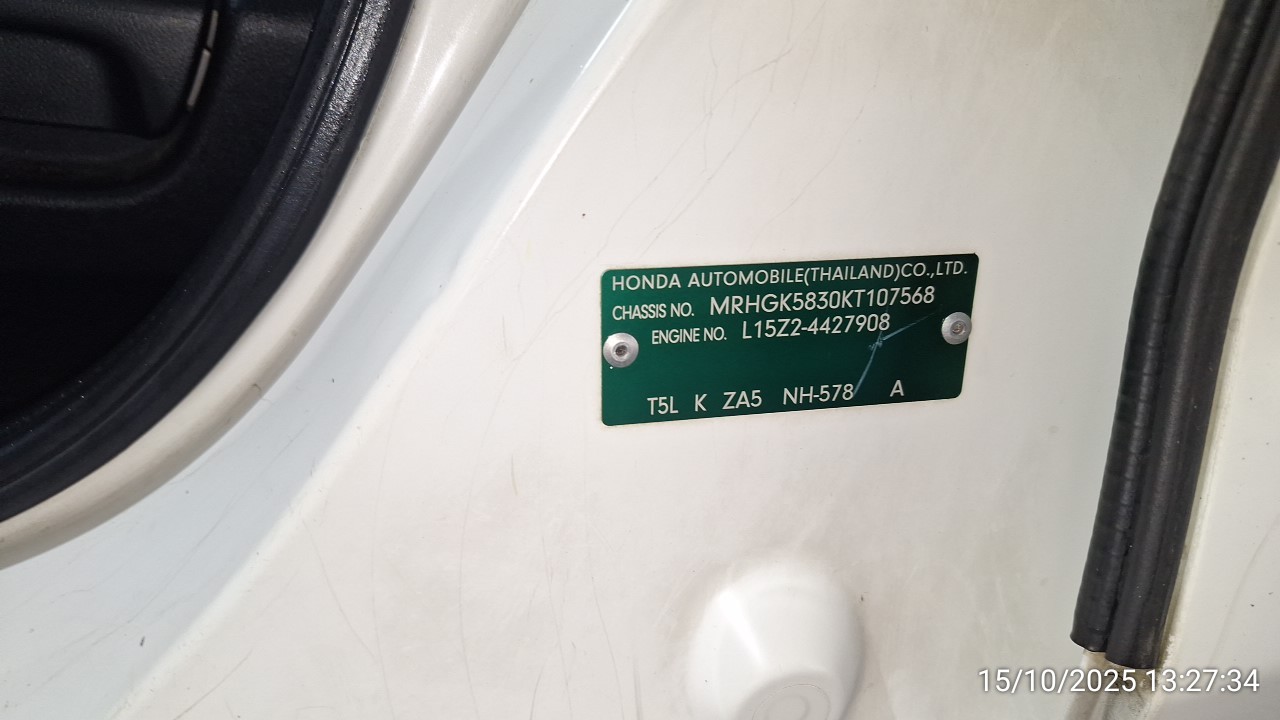 HONDA AUTOMOBILE(THAILAND)CO.,LTD.
CHASSIS NO. MRHGK5830KT107568
ENGINE NO. L15Z2-4427908
T5L K ZA5 NH-578 A
15/10/2025 13:27:34